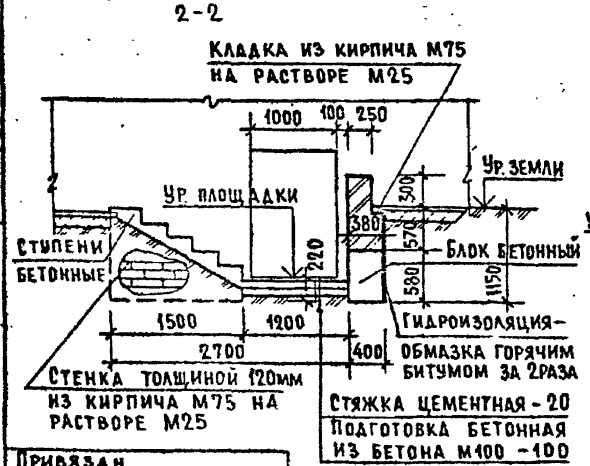 2-2
КЛАДКА ИЗ КИРПИЧА М75
НА РАСТВОРЕ М25
1000
100
250
УР. ПЛОЩАДКИ
УР. ЗЕМЛИ
300
380
570
СТУПЕНИ
БЕТОННЫЕ
220
БЛОК БЕТОННЫЙ
580
1150
1500
1200
2700
400
ГИДРОИЗОЛЯЦИЯ-
ОБМАЗКА ГОРЯЧИМ
БИТУМОМ ЗА 2РАЗА
СТЕНКА ТОЛЩИНОЙ 120мм
ИЗ КИРПИЧА М75 НА
РАСТВОРЕ М25
СТЯЖКА ЦЕМЕНТНАЯ-20
ПОДГОТОВКА БЕТОННАЯ
ИЗ БЕТОНА М100-100
ПРИВЯЗАН